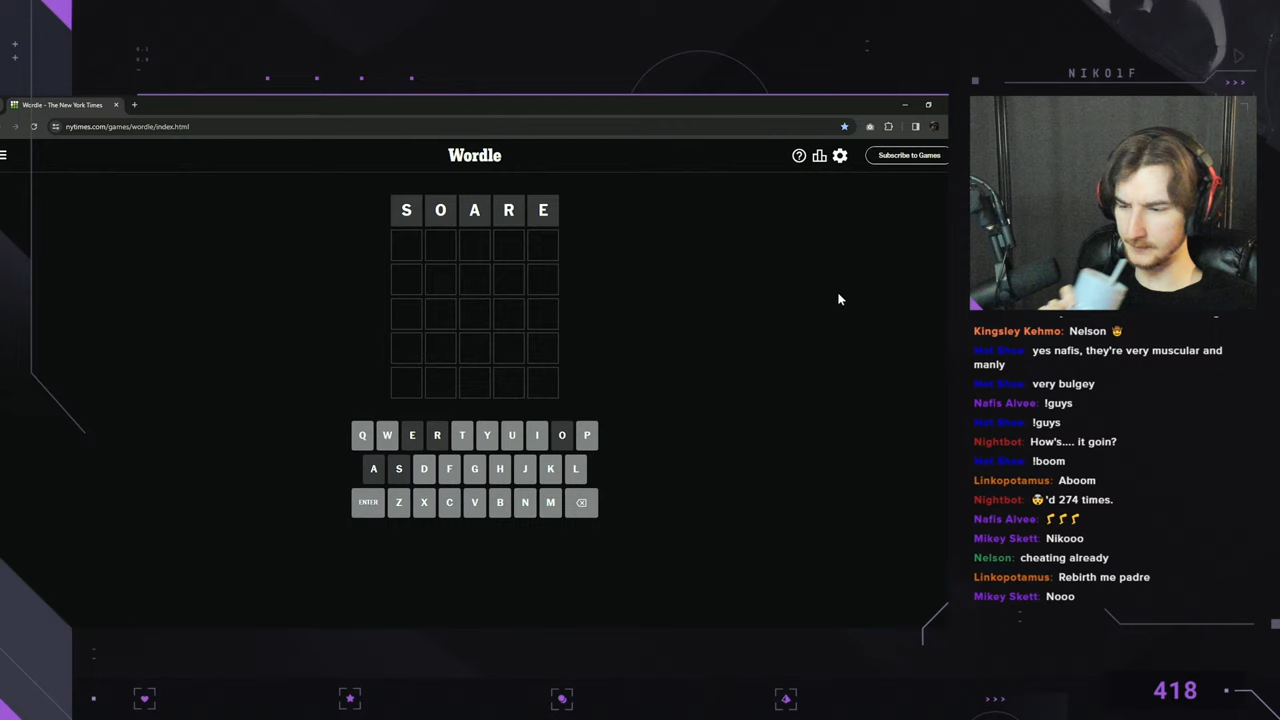 NIKO1F
Wordle - The New York Times
nytimes.com/games/wordle/index.html
Wordle
Subscribe to Games
S O A R E
Q W E R T Y U I O P
A S D F G H J K L
ENTER Z X C V B N M
Kingsley Kehmo: Nelson 🤠
yes nafis, they're very muscular and
manly
very bulgey
Nafis Alvee: !guys
!guys
Nightbot: How's.... it goin?
!boom
Linkopotamus: Aboom
Nightbot: 🤯'd 274 times.
Nafis Alvee:
Mikey Skett: Nikooo
Nelson: cheating already
Linkopotamus: Rebirth me padre
Mikey Skett: Nooo
418